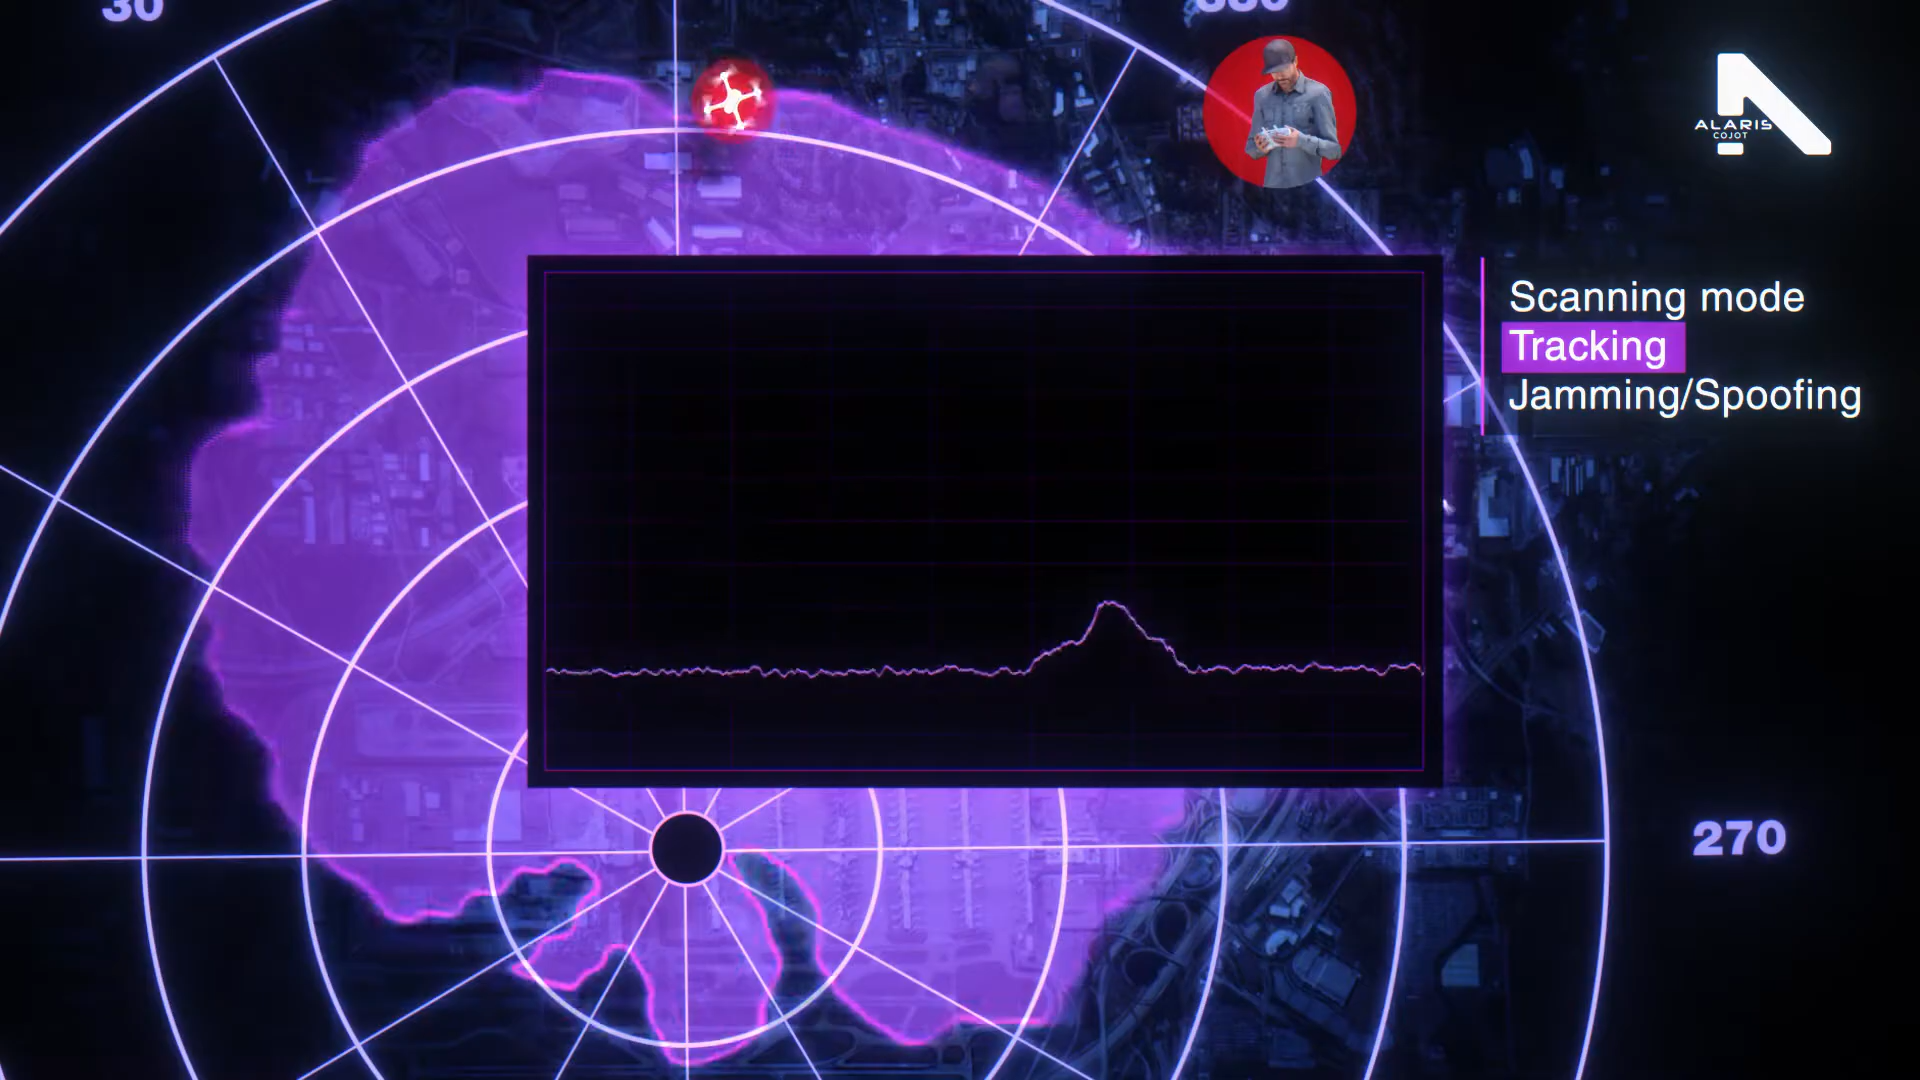 30
ALARIS
COJOT
Scanning mode
Tracking
Jamming/Spoofing
270